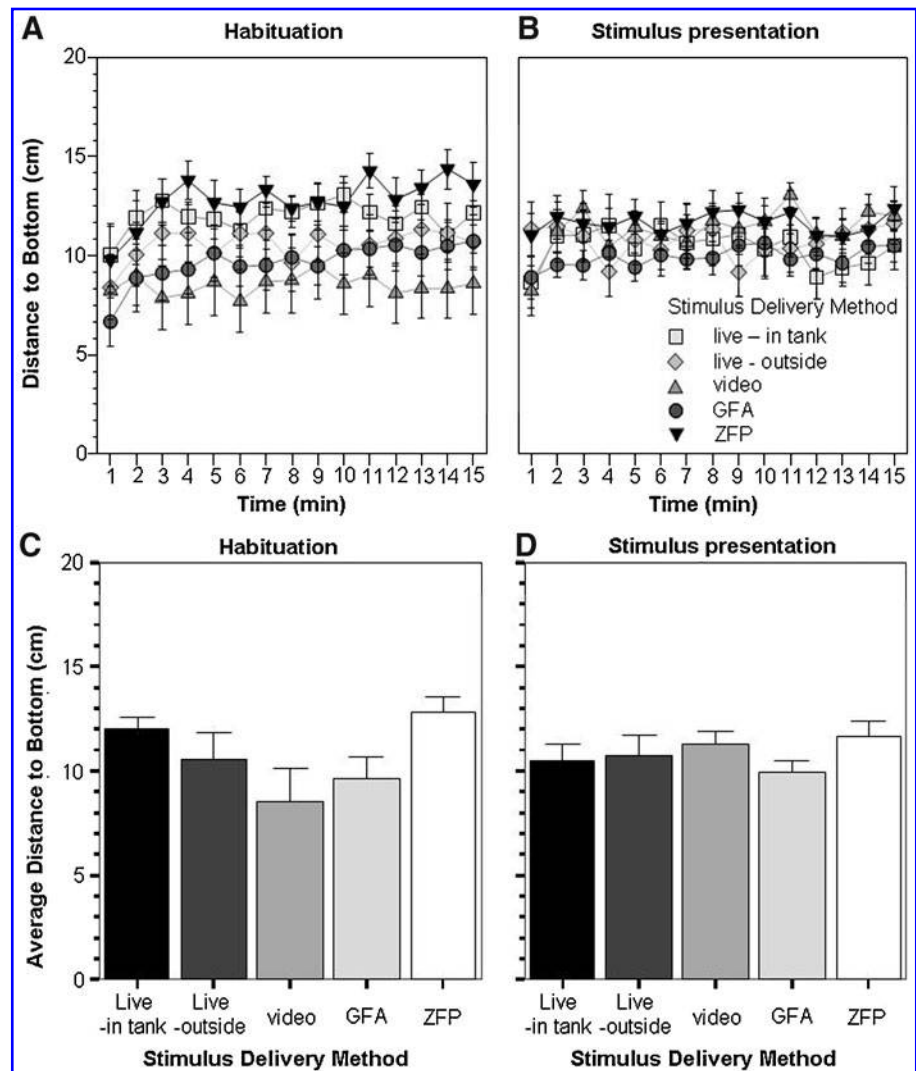 A
Habituation
B
Stimulus presentation
Distance to Bottom (cm)
20
15
10
5
0
1 2 3 4 5 6 7 8 9 10 11 12 13 14 15
Time (min)
Stimulus Delivery Method
live – in tank
live - outside
video
GFA
ZFP
1 2 3 4 5 6 7 8 9 10 11 12 13 14 15
Time (min)
C
Habituation
D
Stimulus presentation
Average Distance to Bottom (cm)
20
15
10
5
0
Live
-in tank
Live
-outside
video
GFA
ZFP
Stimulus Delivery Method
Live
-in tank
Live
-outside
video
GFA
ZFP
Stimulus Delivery Method